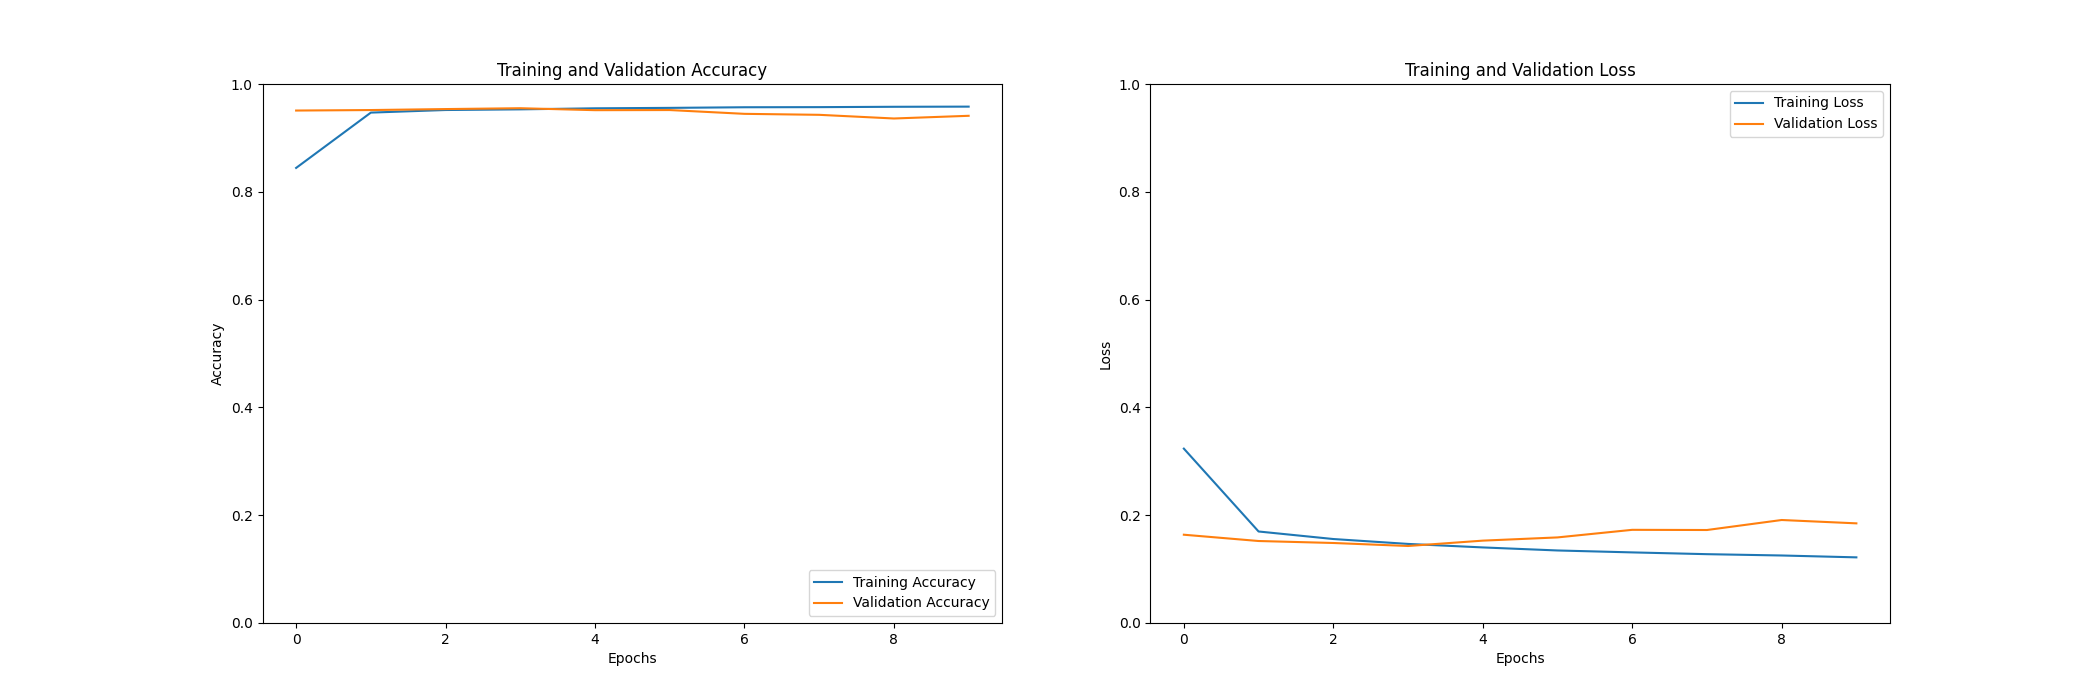 Training and Validation Accuracy
1.0
0.8
0.6
0.4
0.2
0.0
Accuracy
0 2 4 6 8
Epochs
Training Accuracy
Validation Accuracy
Training and Validation Loss
1.0
0.8
0.6
0.4
0.2
0.0
Loss
0 2 4 6 8
Epochs
Training Loss
Validation Loss